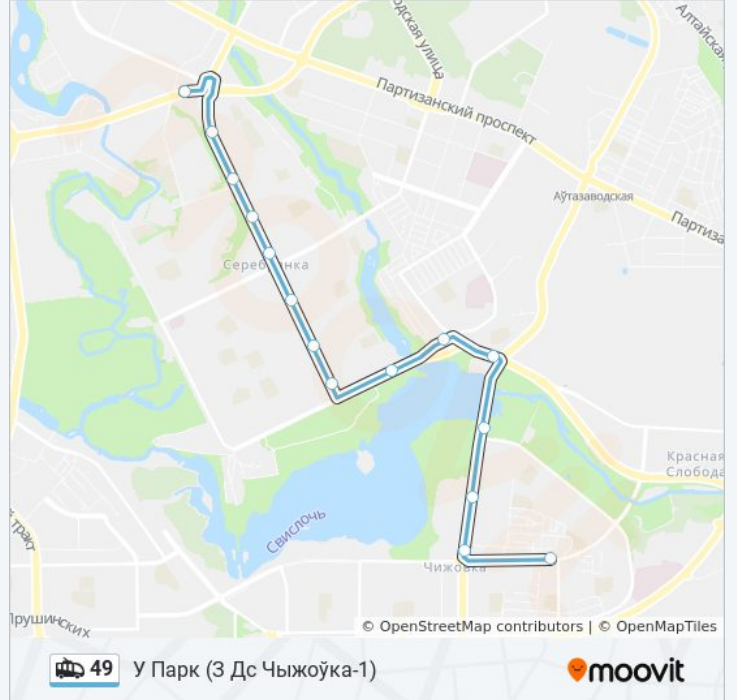 одская улица
Алтайская
Партизанский проспект
Аўтазаводская
Партиза
Серебрянка
Красная
Слобода
Свислочь
Чижовка
й тракт
Прушинских
© OpenStreetMap contributors | © OpenMapTiles
49 У Парк (З Дс Чыжоўка-1) moovit